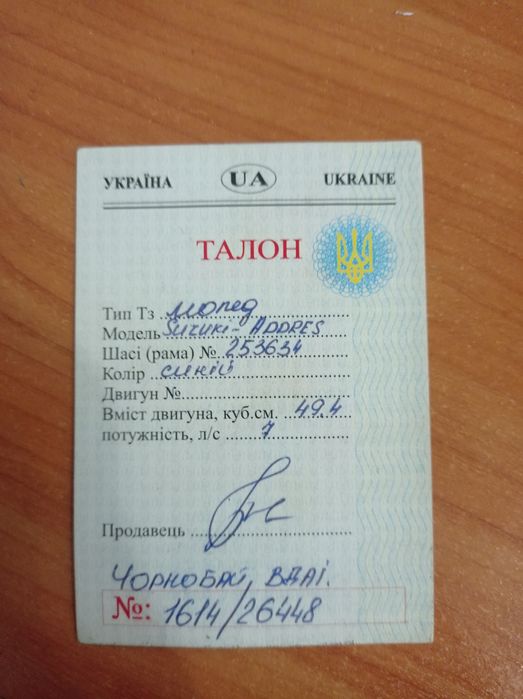 УКРАЇНА UA UKRAINE
ТАЛОН
Тип Тз мопед
Модель Suzuki - ADDRES
Шасі (рама) № 253634
Колір синій
Двигун №
Вміст двигуна, куб.см. 49.4
потужність, л/с 7
Продавець
ЧОРНОБАЙ ВДАІ.
№: 1614/26448